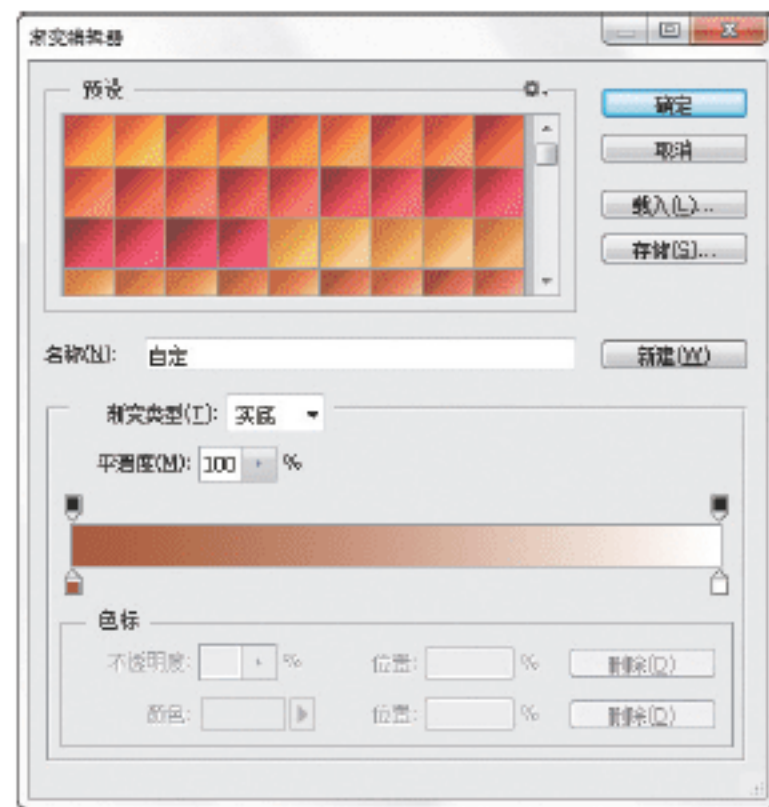 渐变编辑器
预设
确定
取消
载入(L)...
存储(S)...
名称(N): 自定
新建(W)
渐变类型(T): 实底
平滑度(M): 100 %
色标
不透明度: % 位置: % 删除(D)
颜色: 位置: % 删除(D)